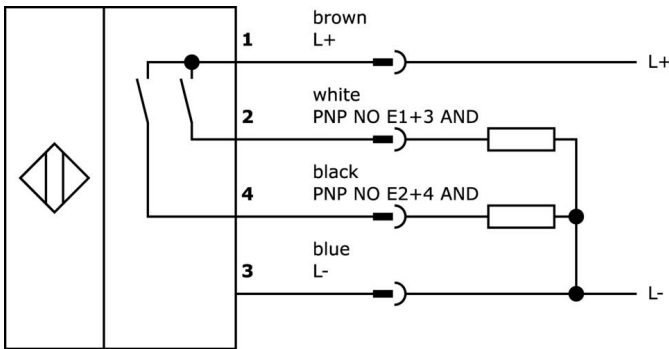 brown
1 L+
L+
white
2 PNP NO E1+3 AND
black
4 PNP NO E2+4 AND
blue
3 L-
L-